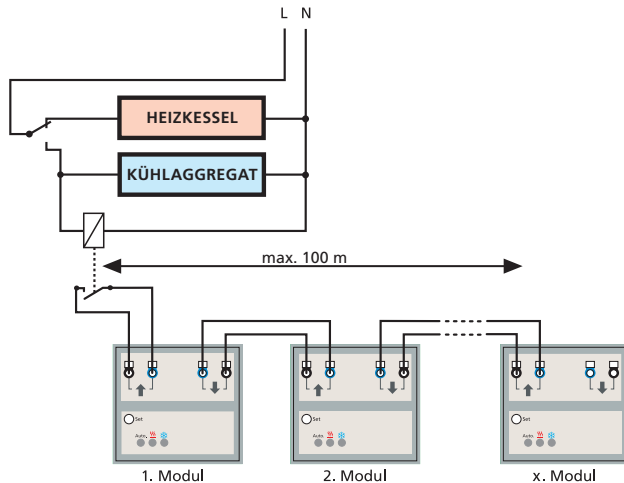 L N
HEIZKESSEL
KÜHLAGGREGAT
max. 100 m
Set Set Set
Auto. Auto. Auto.
1. Modul 2. Modul x. Modul